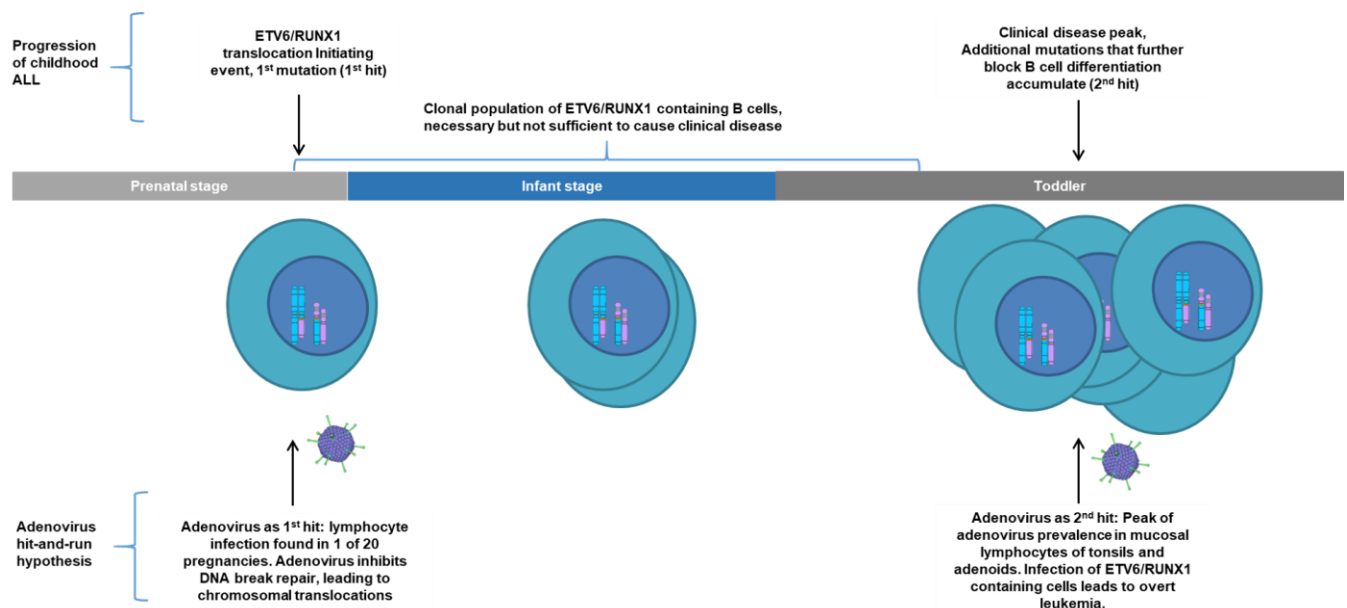 Progression
of childhood
ALL
ETV6/RUNX1
translocation Initiating
event, 1st mutation (1st hit)
Clonal population of ETV6/RUNX1 containing B cells,
necessary but not sufficient to cause clinical disease
Clinical disease peak,
Additional mutations that further
block B cell differentiation
accumulate (2nd hit)
Prenatal stage
Infant stage
Toddler
Adenovirus
hit-and-run
hypothesis
Adenovirus as 1st hit: lymphocyte
infection found in 1 of 20
pregnancies. Adenovirus inhibits
DNA break repair, leading to
chromosomal translocations
Adenovirus as 2nd hit: Peak of
adenovirus prevalence in mucosal
lymphocytes of tonsils and
adenoids. Infection of ETV6/RUNX1
containing cells leads to overt
leukemia.